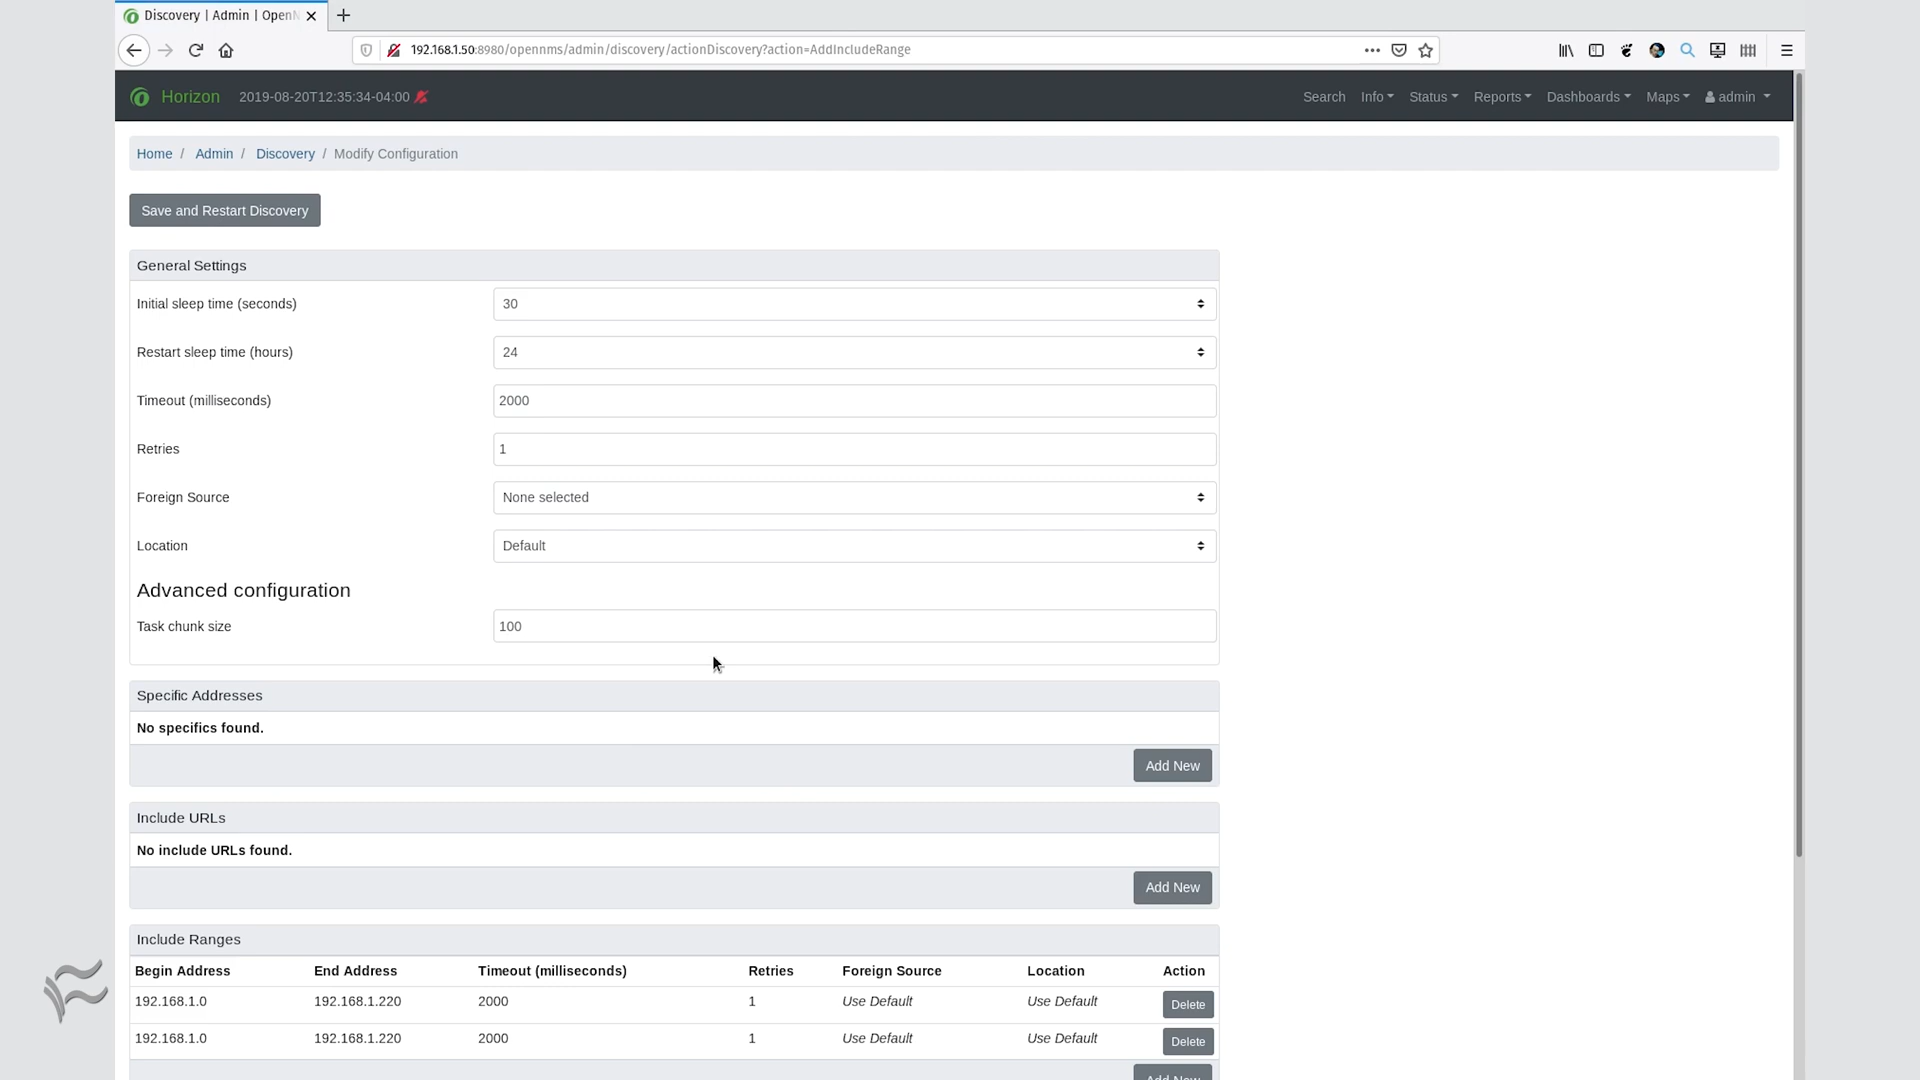 Discovery | Admin | OpenN
192.168.1.50:8980/opennms/admin/discovery/actionDiscovery?action=AddIncludeRange
Horizon 2019-08-20T12:35:34-04:00 Search Info Status Reports Dashboards Maps admin
Home / Admin / Discovery / Modify Configuration
Save and Restart Discovery
General Settings
Initial sleep time (seconds) 30
Restart sleep time (hours) 24
Timeout (milliseconds) 2000
Retries 1
Foreign Source None selected
Location Default
Advanced configuration
Task chunk size 100
Specific Addresses
No specifics found.
Add New
Include URLs
No include URLs found.
Add New
Include Ranges
Begin Address End Address Timeout (milliseconds) Retries Foreign Source Location Action
192.168.1.0 192.168.1.220 2000 1 Use Default Use Default Delete
192.168.1.0 192.168.1.220 2000 1 Use Default Use Default Delete
Add New